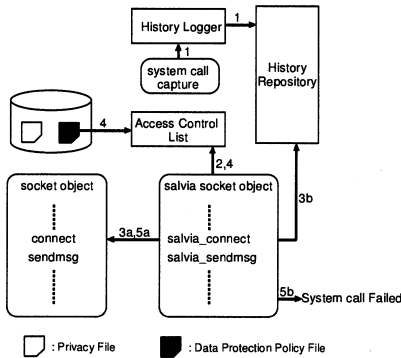 History Logger
1
History
Repository
1
system call
capture
4
Access Control
List
2,4
socket object
salvia socket object
3b
connect
sendmsg
3a,5a
salvia_connect
salvia_sendmsg
5b
System call Failed
: Privacy File
: Data Protection Policy File